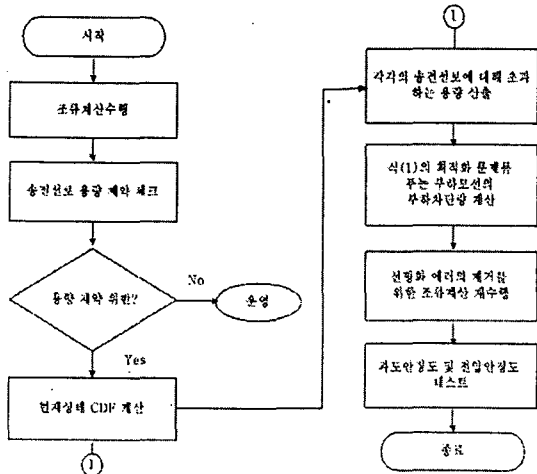 시작
조류계산수행
송전선로 용량 제약 체크
용량 제약 위반?
No
운영
Yes
현재상태 CDF 계산
1
1
각각의 송전선로에 대해 초과
하는 용량 산출
식(1)의 최적화 문제를
푸는 부하모선의
부하차단량 계산
선형화 에러의 제거를
위한 조류계산 재수행
과도안정도 및 전압안정도
테스트
종료